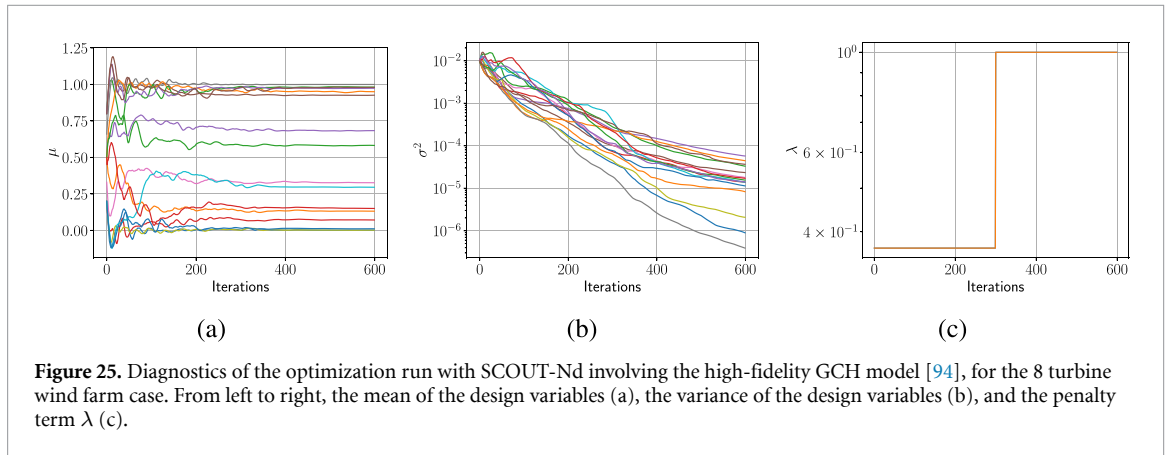 1.25
1.00
0.75
0.50
0.25
0.00
μ
0 200 400 600
Iterations
(a)
10⁻²
10⁻³
10⁻⁴
10⁻⁵
10⁻⁶
σ²
0 200 400 600
Iterations
(b)
10⁰
6 × 10⁻¹
4 × 10⁻¹
λ
0 200 400 600
Iterations
(c)
Figure 25. Diagnostics of the optimization run with SCOUT-Nd involving the high-fidelity GCH model [94], for the 8 turbine
wind farm case. From left to right, the mean of the design variables (a), the variance of the design variables (b), and the penalty
term λ (c).